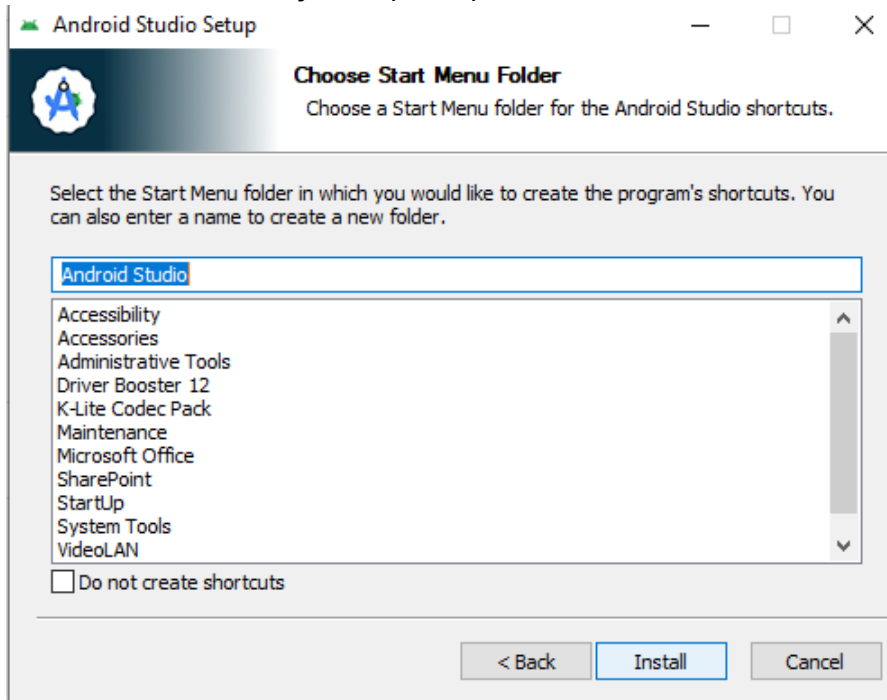 Android Studio Setup
Choose Start Menu Folder
Choose a Start Menu folder for the Android Studio shortcuts.
Select the Start Menu folder in which you would like to create the program's shortcuts. You
can also enter a name to create a new folder.
Android Studio
Accessibility
Accessories
Administrative Tools
Driver Booster 12
K-Lite Codec Pack
Maintenance
Microsoft Office
SharePoint
StartUp
System Tools
VideoLAN
Do not create shortcuts
< Back Install Cancel